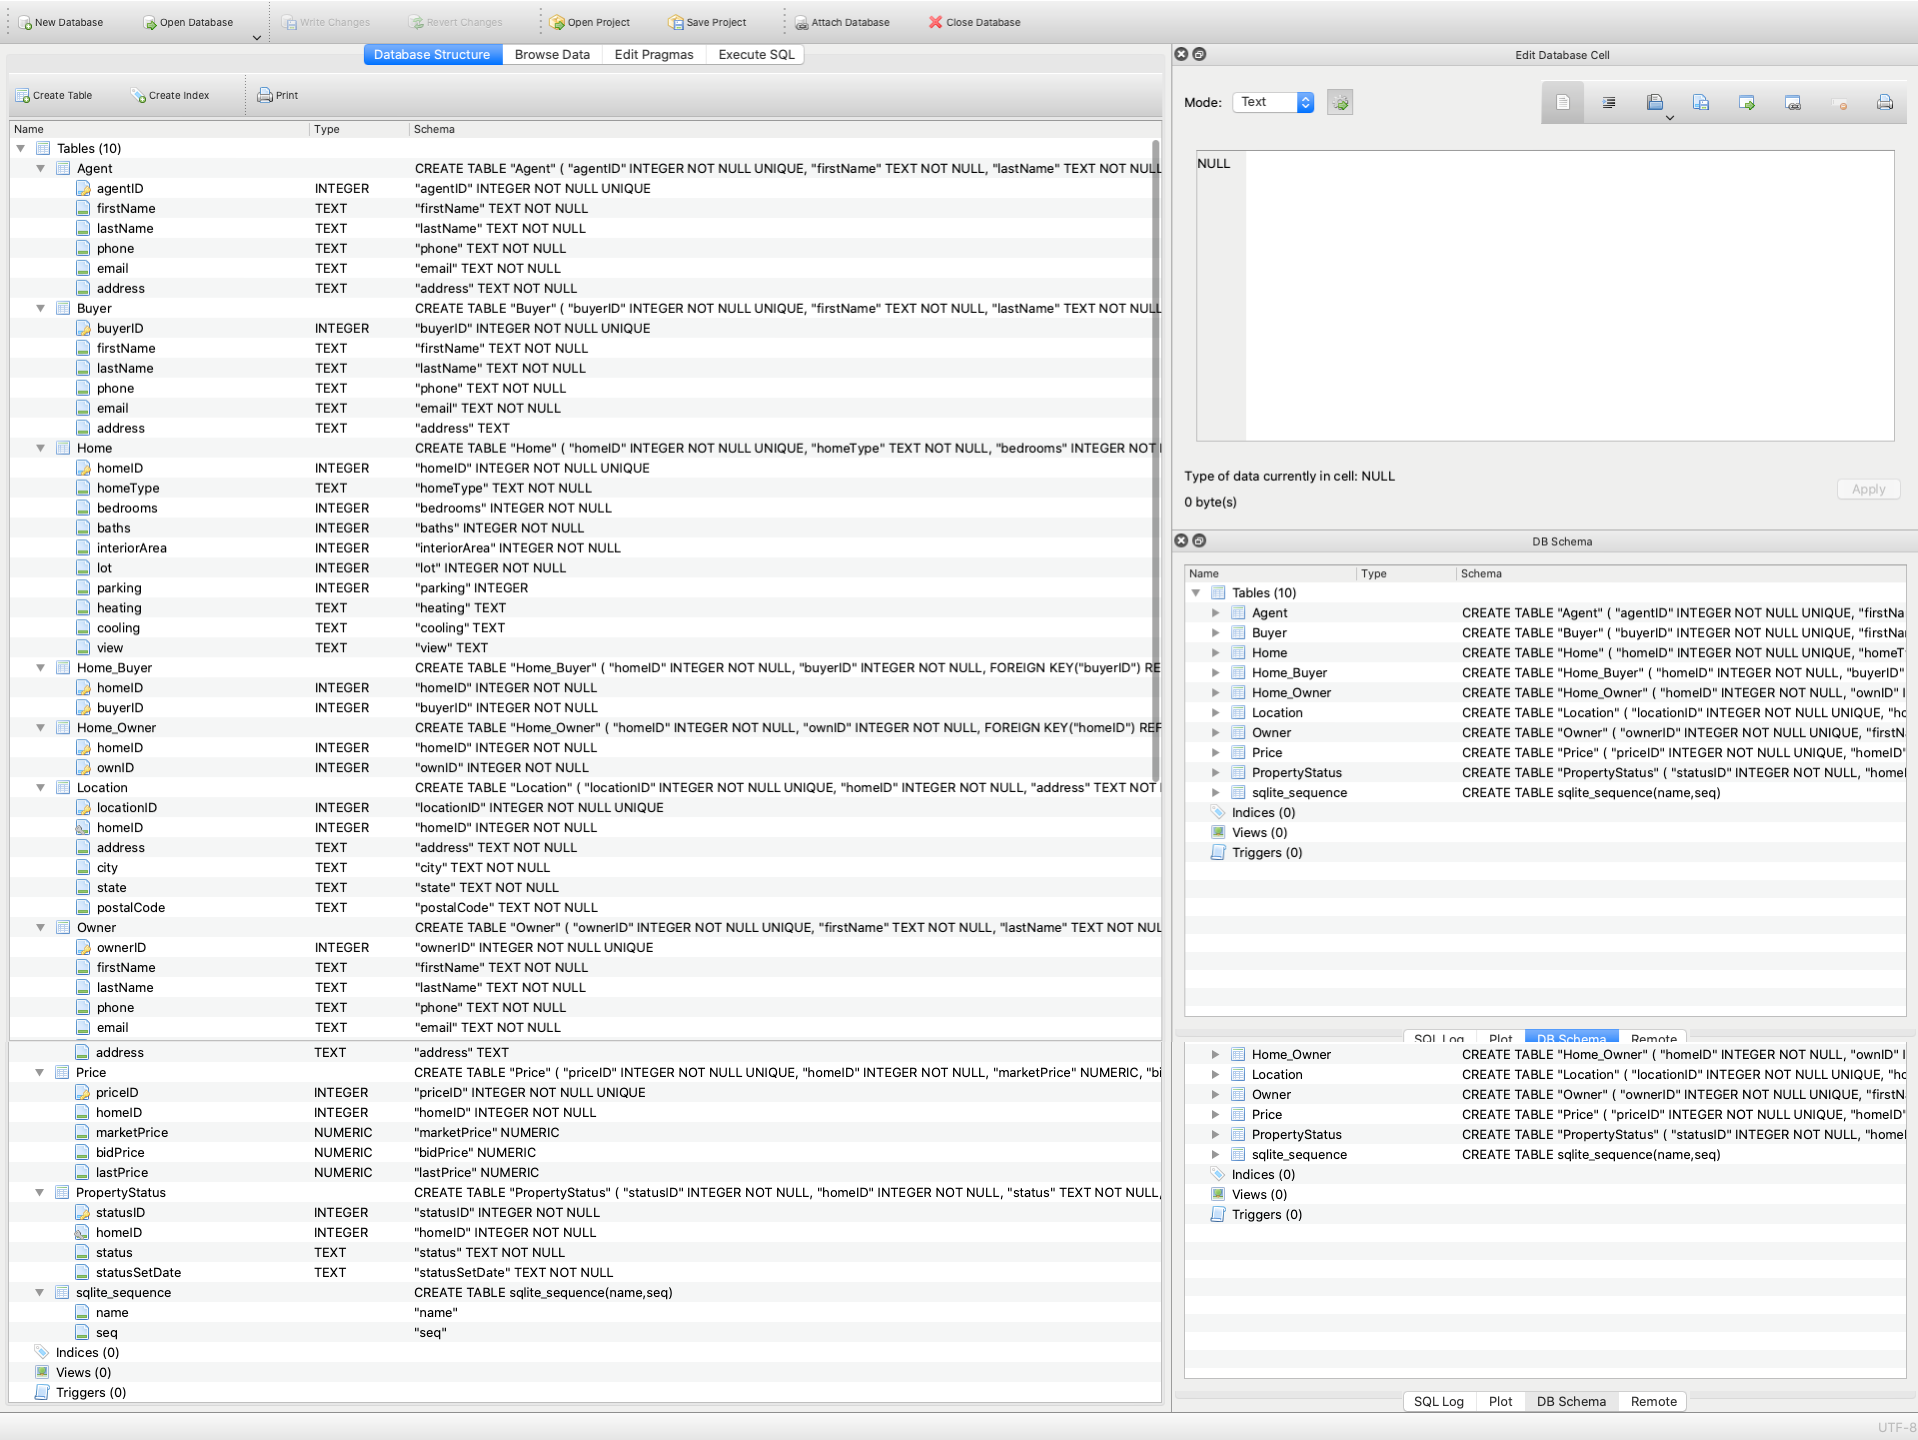 New Database Open Database Write Changes Revert Changes Open Project Save Project Attach Database Close Database
Database Structure Browse Data Edit Pragmas Execute SQL
Create Table Create Index Print
Name Type Schema
Tables (10)
Agent CREATE TABLE "Agent" ( "agentID" INTEGER NOT NULL UNIQUE, "firstName" TEXT NOT NULL, "lastName" TEXT NOT NULL
agentID INTEGER "agentID" INTEGER NOT NULL UNIQUE
firstName TEXT "firstName" TEXT NOT NULL
lastName TEXT "lastName" TEXT NOT NULL
phone TEXT "phone" TEXT NOT NULL
email TEXT "email" TEXT NOT NULL
address TEXT "address" TEXT NOT NULL
Buyer CREATE TABLE "Buyer" ( "buyerID" INTEGER NOT NULL UNIQUE, "firstName" TEXT NOT NULL, "lastName" TEXT NOT NULL
buyerID INTEGER "buyerID" INTEGER NOT NULL UNIQUE
firstName TEXT "firstName" TEXT NOT NULL
lastName TEXT "lastName" TEXT NOT NULL
phone TEXT "phone" TEXT NOT NULL
email TEXT "email" TEXT NOT NULL
address TEXT "address" TEXT
Home CREATE TABLE "Home" ( "homeID" INTEGER NOT NULL UNIQUE, "homeType" TEXT NOT NULL, "bedrooms" INTEGER NOT
homeID INTEGER "homeID" INTEGER NOT NULL UNIQUE
homeType TEXT "homeType" TEXT NOT NULL
bedrooms INTEGER "bedrooms" INTEGER NOT NULL
baths INTEGER "baths" INTEGER NOT NULL
interiorArea INTEGER "interiorArea" INTEGER NOT NULL
lot INTEGER "lot" INTEGER NOT NULL
parking INTEGER "parking" INTEGER
heating TEXT "heating" TEXT
cooling TEXT "cooling" TEXT
view TEXT "view" TEXT
Home_Buyer CREATE TABLE "Home_Buyer" ( "homeID" INTEGER NOT NULL, "buyerID" INTEGER NOT NULL, FOREIGN KEY("buyerID") RE
homeID INTEGER "homeID" INTEGER NOT NULL
buyerID INTEGER "buyerID" INTEGER NOT NULL
Home_Owner CREATE TABLE "Home_Owner" ( "homeID" INTEGER NOT NULL, "ownID" INTEGER NOT NULL, FOREIGN KEY("homeID") REF
homeID INTEGER "homeID" INTEGER NOT NULL
ownID INTEGER "ownID" INTEGER NOT NULL
Location CREATE TABLE "Location" ( "locationID" INTEGER NOT NULL UNIQUE, "homeID" INTEGER NOT NULL, "address" TEXT NOT
locationID INTEGER "locationID" INTEGER NOT NULL UNIQUE
homeID INTEGER "homeID" INTEGER NOT NULL
address TEXT "address" TEXT NOT NULL
city TEXT "city" TEXT NOT NULL
state TEXT "state" TEXT NOT NULL
postalCode TEXT "postalCode" TEXT NOT NULL
Owner CREATE TABLE "Owner" ( "ownerID" INTEGER NOT NULL UNIQUE, "firstName" TEXT NOT NULL, "lastName" TEXT NOT NUL
ownerID INTEGER "ownerID" INTEGER NOT NULL UNIQUE
firstName TEXT "firstName" TEXT NOT NULL
lastName TEXT "lastName" TEXT NOT NULL
phone TEXT "phone" TEXT NOT NULL
email TEXT "email" TEXT NOT NULL
address TEXT "address" TEXT
Price CREATE TABLE "Price" ( "priceID" INTEGER NOT NULL UNIQUE, "homeID" INTEGER NOT NULL, "marketPrice" NUMERIC, "bi
priceID INTEGER "priceID" INTEGER NOT NULL UNIQUE
homeID INTEGER "homeID" INTEGER NOT NULL
marketPrice NUMERIC "marketPrice" NUMERIC
bidPrice NUMERIC "bidPrice" NUMERIC
lastPrice NUMERIC "lastPrice" NUMERIC
PropertyStatus CREATE TABLE "PropertyStatus" ( "statusID" INTEGER NOT NULL, "homeID" INTEGER NOT NULL, "status" TEXT NOT NULL,
statusID INTEGER "statusID" INTEGER NOT NULL
homeID INTEGER "homeID" INTEGER NOT NULL
status TEXT "status" TEXT NOT NULL
statusSetDate TEXT "statusSetDate" TEXT NOT NULL
sqlite_sequence CREATE TABLE sqlite_sequence(name,seq)
name "name"
seq "seq"
Indices (0)
Views (0)
Triggers (0)
Edit Database Cell
Mode: Text
NULL
Type of data currently in cell: NULL
0 byte(s)
Apply
DB Schema
Name Type Schema
Tables (10)
Agent CREATE TABLE "Agent" ( "agentID" INTEGER NOT NULL UNIQUE, "firstNa
Buyer CREATE TABLE "Buyer" ( "buyerID" INTEGER NOT NULL UNIQUE, "firstNa
Home CREATE TABLE "Home" ( "homeID" INTEGER NOT NULL UNIQUE, "homeT
Home_Buyer CREATE TABLE "Home_Buyer" ( "homeID" INTEGER NOT NULL, "buyerID"
Home_Owner CREATE TABLE "Home_Owner" ( "homeID" INTEGER NOT NULL, "ownID" I
Location CREATE TABLE "Location" ( "locationID" INTEGER NOT NULL UNIQUE, "ho
Owner CREATE TABLE "Owner" ( "ownerID" INTEGER NOT NULL UNIQUE, "firstN
Price CREATE TABLE "Price" ( "priceID" INTEGER NOT NULL UNIQUE, "homeID"
PropertyStatus CREATE TABLE "PropertyStatus" ( "statusID" INTEGER NOT NULL, "homeI
sqlite_sequence CREATE TABLE sqlite_sequence(name,seq)
Indices (0)
Views (0)
Triggers (0)
SQL Log Plot DB Schema Remote
Home_Owner CREATE TABLE "Home_Owner" ( "homeID" INTEGER NOT NULL, "ownID" I
Location CREATE TABLE "Location" ( "locationID" INTEGER NOT NULL UNIQUE, "ho
Owner CREATE TABLE "Owner" ( "ownerID" INTEGER NOT NULL UNIQUE, "firstN
Price CREATE TABLE "Price" ( "priceID" INTEGER NOT NULL UNIQUE, "homeID"
PropertyStatus CREATE TABLE "PropertyStatus" ( "statusID" INTEGER NOT NULL, "homeI
sqlite_sequence CREATE TABLE sqlite_sequence(name,seq)
Indices (0)
Views (0)
Triggers (0)
SQL Log Plot DB Schema Remote
UTF-8